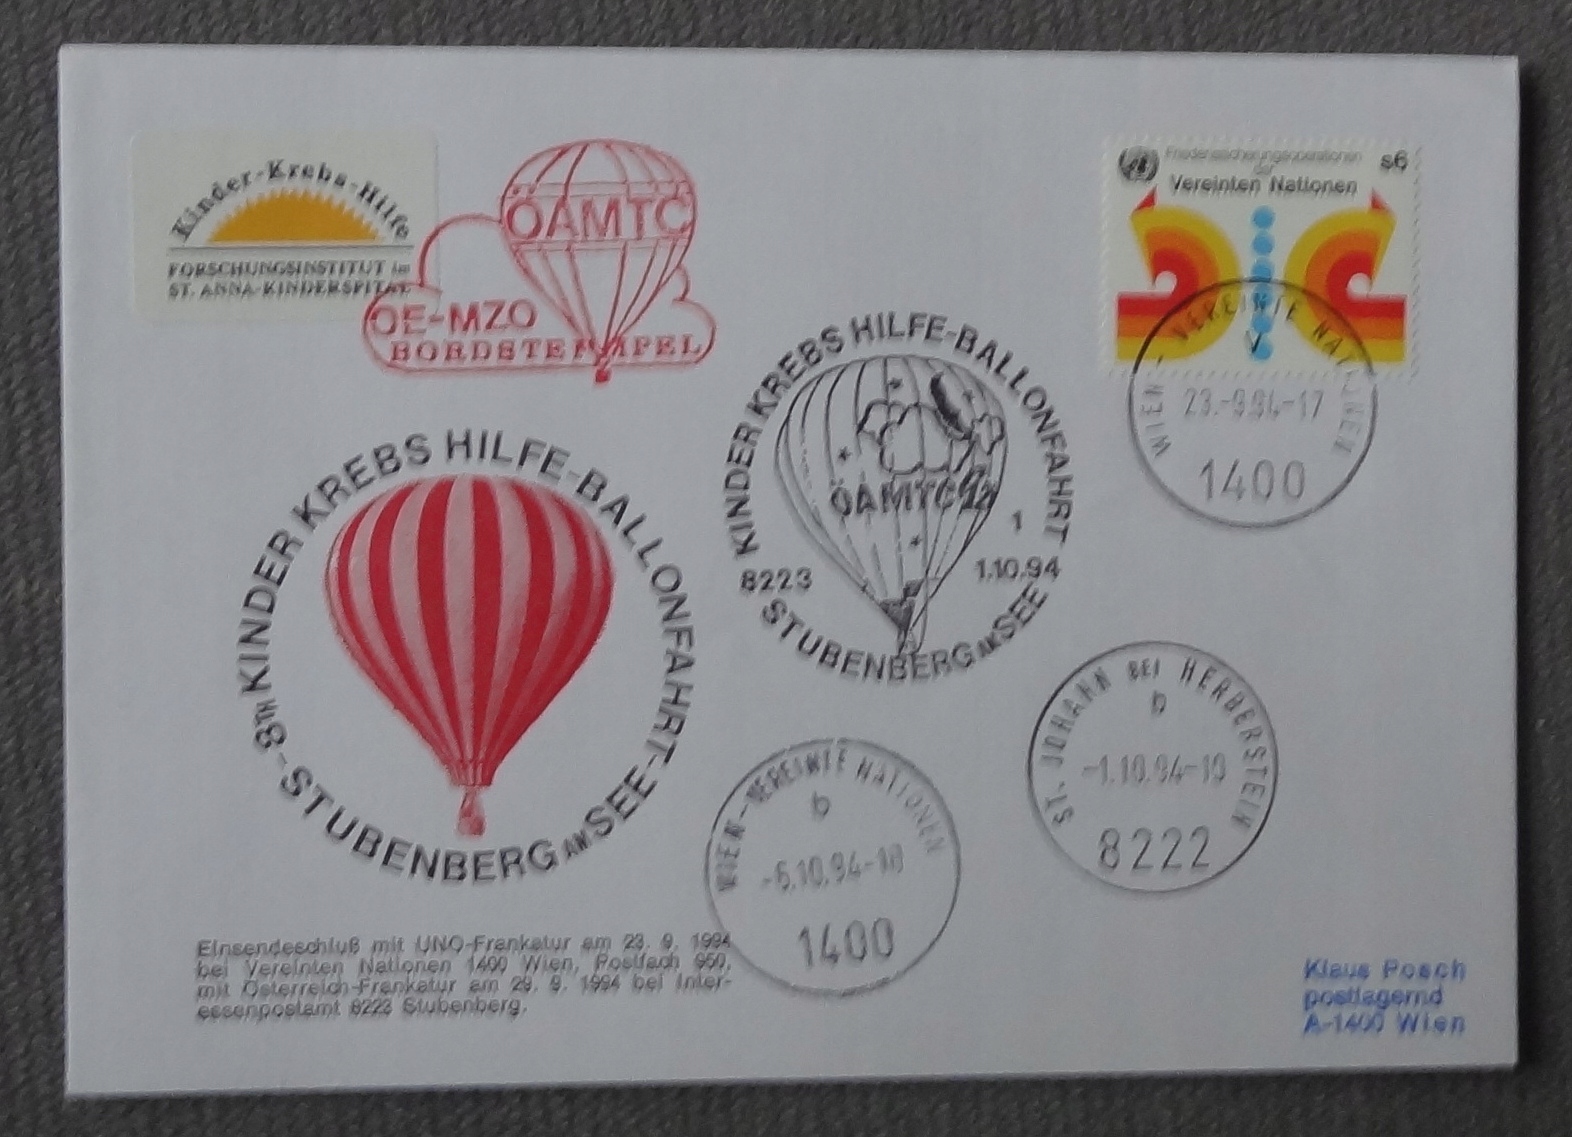 Kinder-Krebs-Hilfe
FORSCHUNGSINSTITUT im
ST. ANNA-KINDERSPITAL
ÖAMTC
OE-MZO
BORDSTEMPEL
Friedenssicherungsoperationen
der
Vereinten Nationen
s6
WIEN - VEREINTE NATIONEN
23.-9.94-17
1400
KINDER KREBS HILFE-BALLONFAHRT
ÖAMTC
1
8223
1.10.94
STUBENBERG AM SEE
8TH KINDER KREBS HILFE-BALLONFAHRT-
- STUBENBERG AM SEE
ST. JOHANN BEI HERBERSTEIN
b
-1.10.94-10
8222
WIEN-VEREINTE NATIONEN
b
-5.10.94-18
1400
Einsendeschluß mit UNO-Frankatur am 23. 9. 1994
bei Vereinten Nationen 1400 Wien, Postfach 950,
mit Österreich-Frankatur am 29. 9. 1994 bei Inter-
essenpostamt 8223 Stubenberg.
Klaus Posch
postlagernd
A-1400 Wien